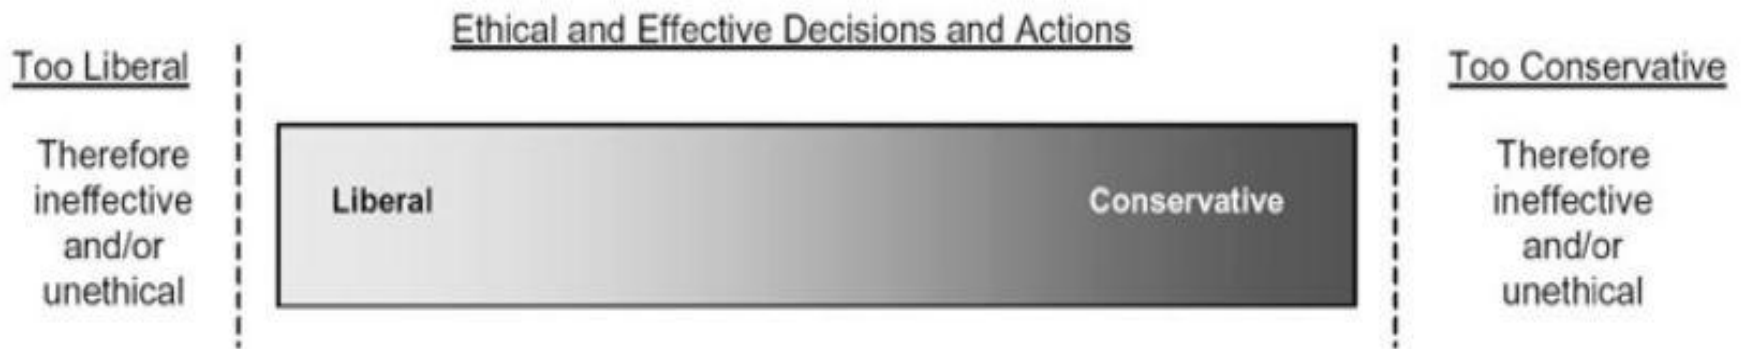 Ethical and Effective Decisions and Actions
Too Liberal
Therefore
ineffective
and/or
unethical
Liberal
Conservative
Too Conservative
Therefore
ineffective
and/or
unethical